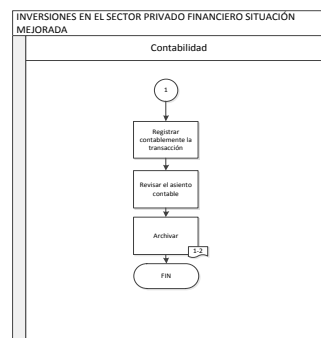 INVERSIONES EN EL SECTOR PRIVADO FINANCIERO SITUACIÓN
MEJORADA
Contabilidad
1
Registrar
contablemente la
transacción
Revisar el asiento
contable
Archivar
1-2
FIN